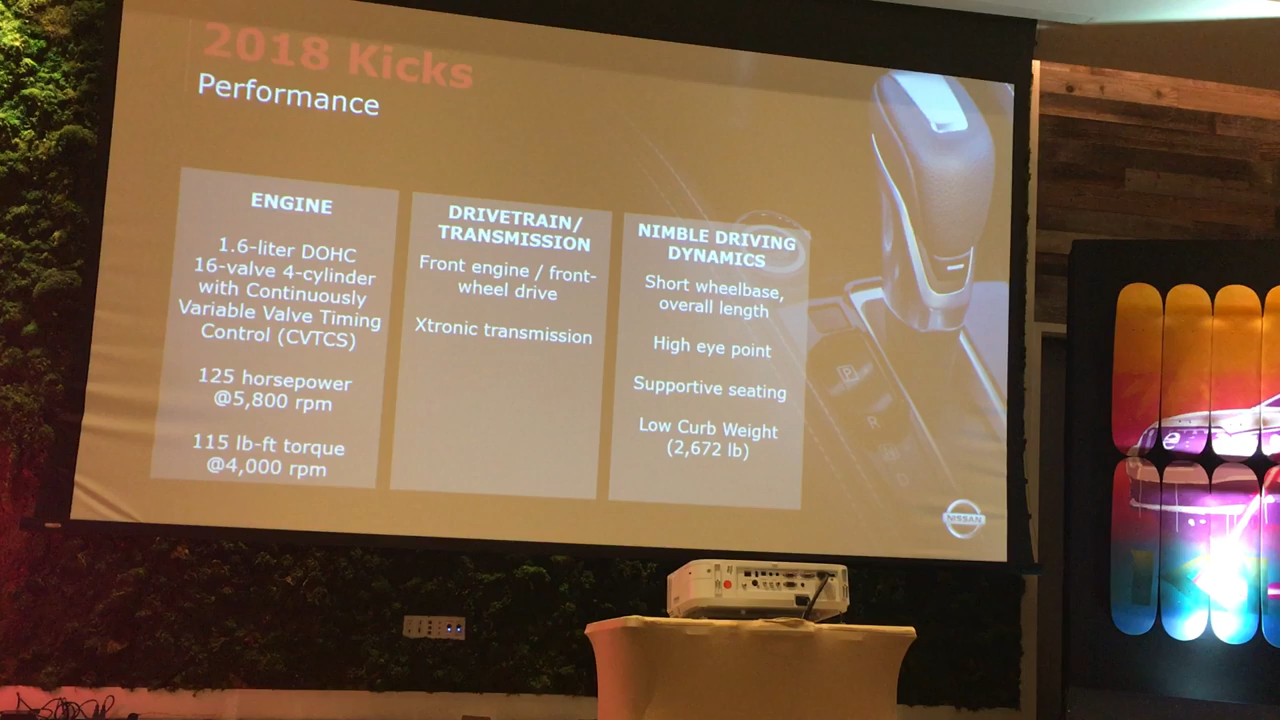 2018 Kicks
Performance
ENGINE
1.6-liter DOHC
16-valve 4-cylinder
with Continuously
Variable Valve Timing
Control (CVTCS)
125 horsepower
@5,800 rpm
115 lb-ft torque
@4,000 rpm
DRIVETRAIN/
TRANSMISSION
Front engine / front-
wheel drive
Xtronic transmission
NIMBLE DRIVING
DYNAMICS
Short wheelbase,
overall length
High eye point
Supportive seating
Low Curb Weight
(2,672 lb)
P
R
D
NISSAN